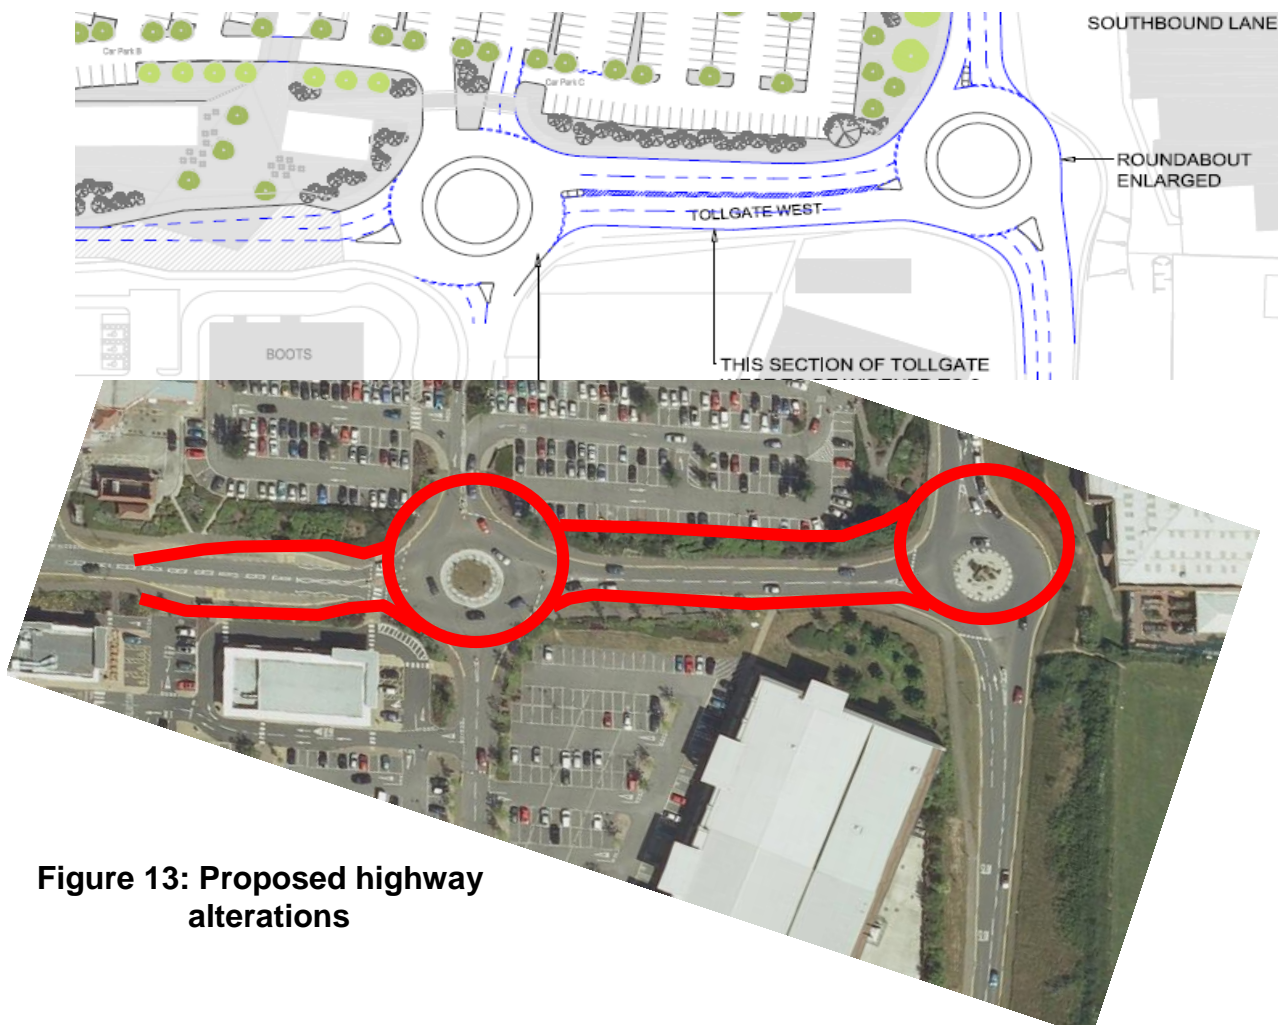 SOUTHBOUND LANE
Car Park B
Car Park C
ROUNDABOUT
ENLARGED
TOLLGATE WEST
BOOTS
THIS SECTION OF TOLLGATE
Figure 13: Proposed highway
alterations